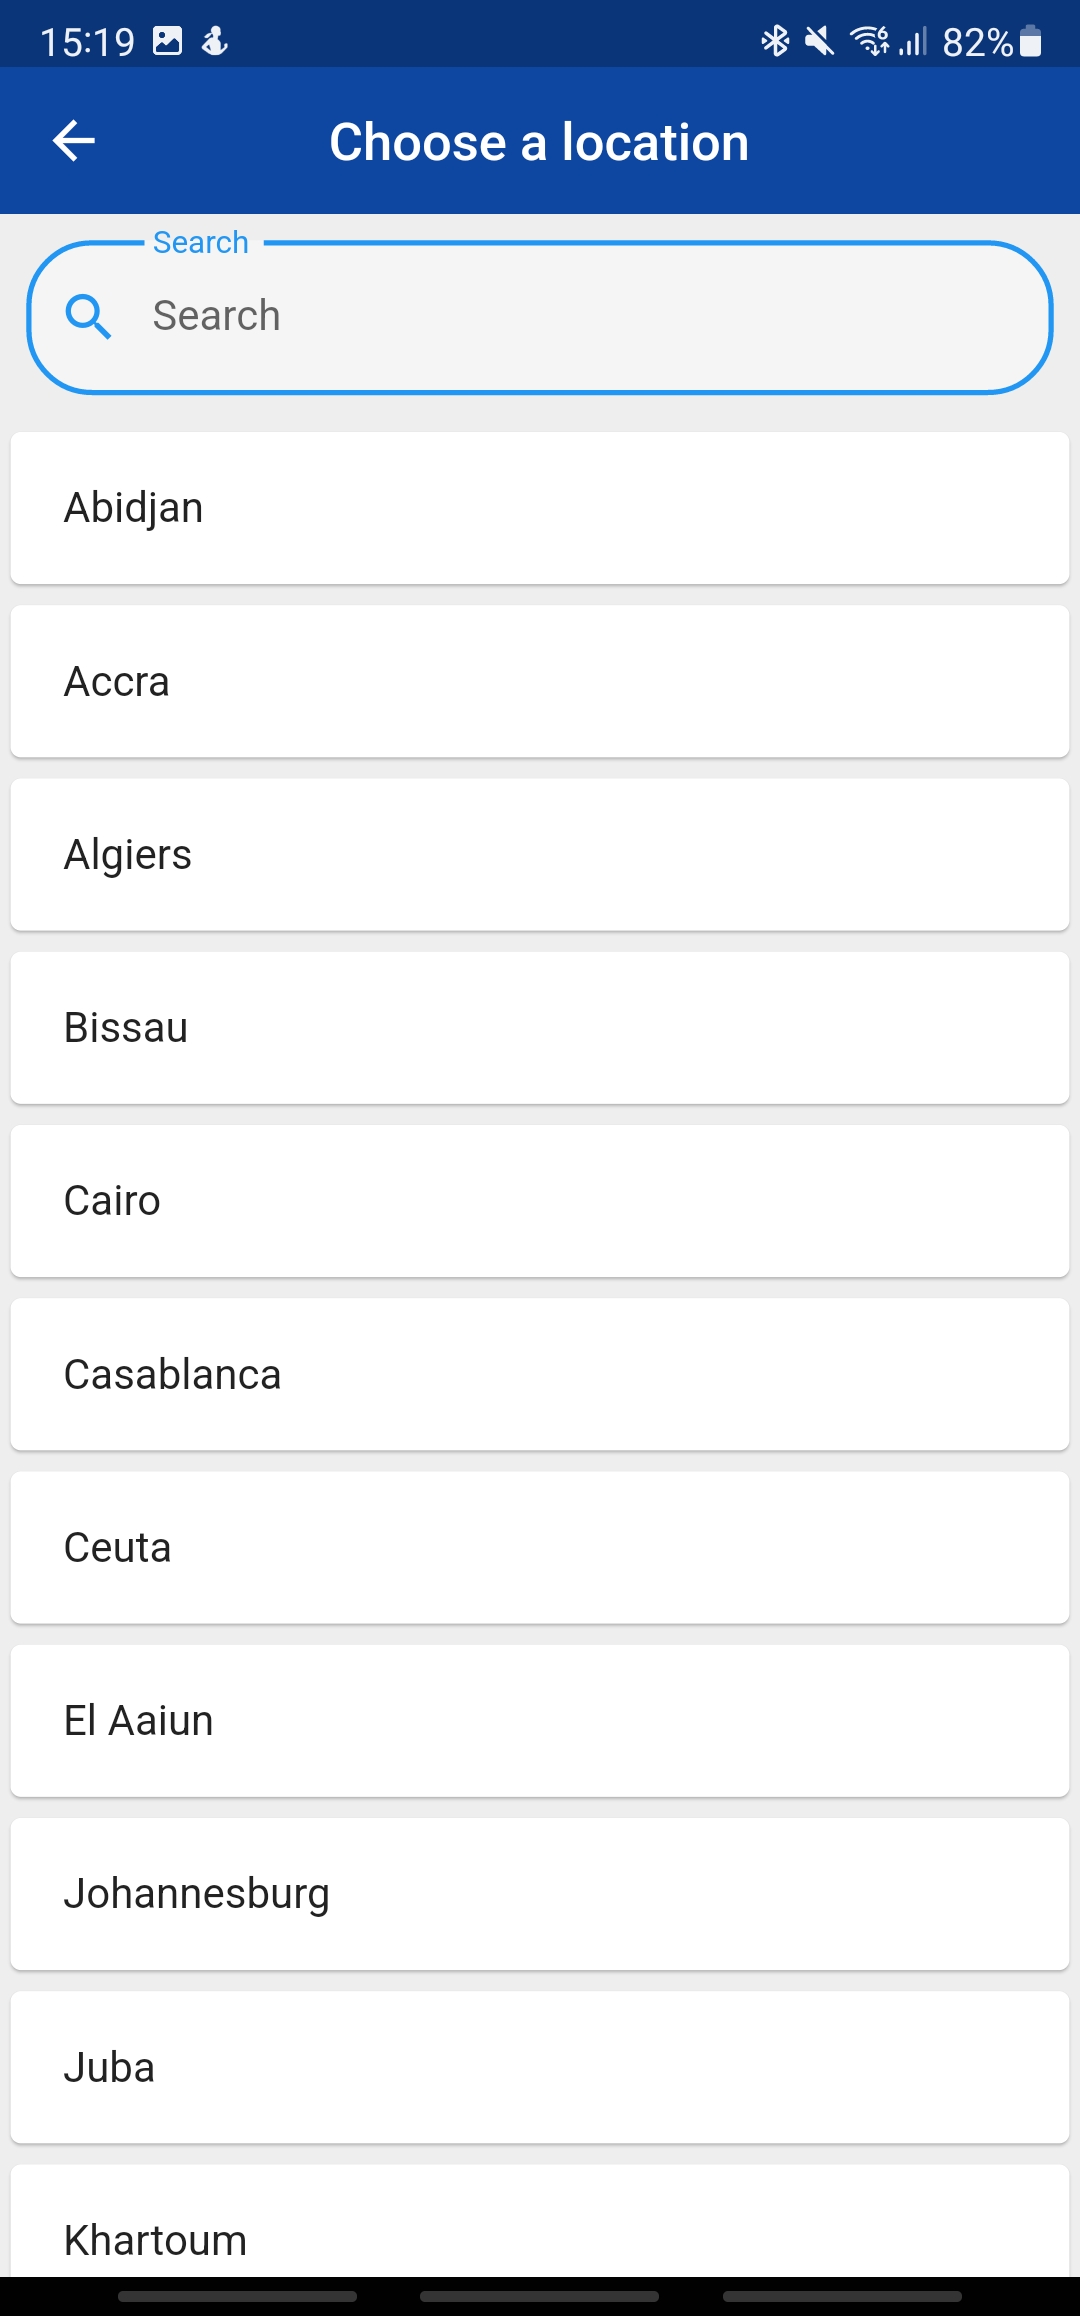 15:19
82%
Choose a location
Search
Search
Abidjan
Accra
Algiers
Bissau
Cairo
Casablanca
Ceuta
El Aaiun
Johannesburg
Juba
Khartoum